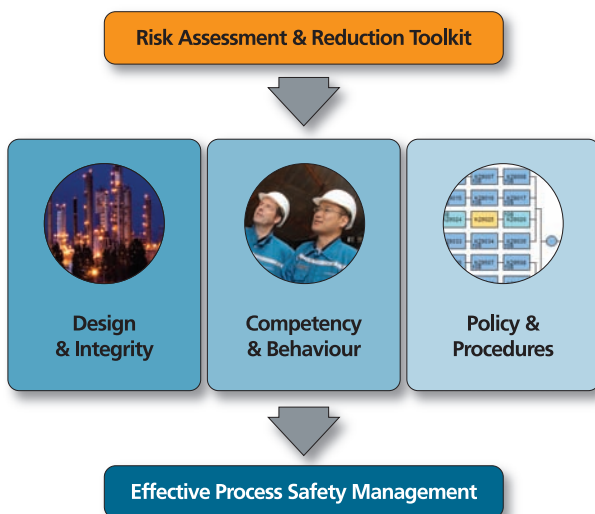 Risk Assessment & Reduction Toolkit
Design
& Integrity
Competency
& Behaviour
Policy &
Procedures
Effective Process Safety Management